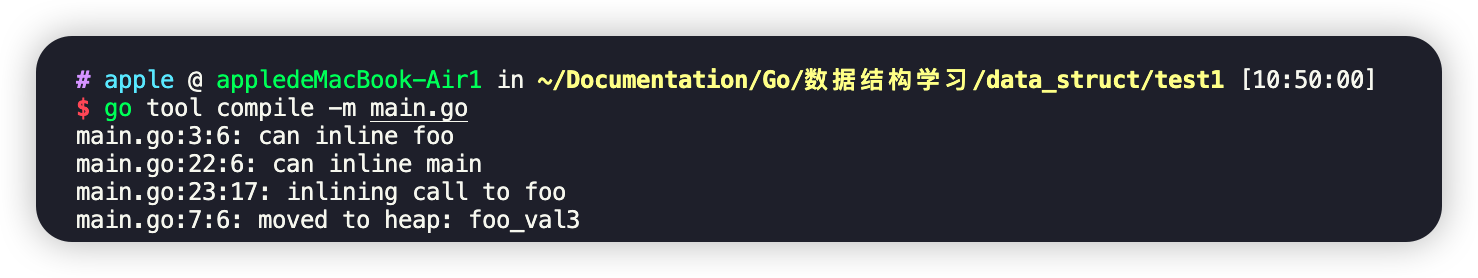 # apple @ appledeMacBook-Air1 in ~/Documentation/Go/数据结构学习/data_struct/test1 [10:50:00]
$ go tool compile -m main.go
main.go:3:6: can inline foo
main.go:22:6: can inline main
main.go:23:17: inlining call to foo
main.go:7:6: moved to heap: foo_val3